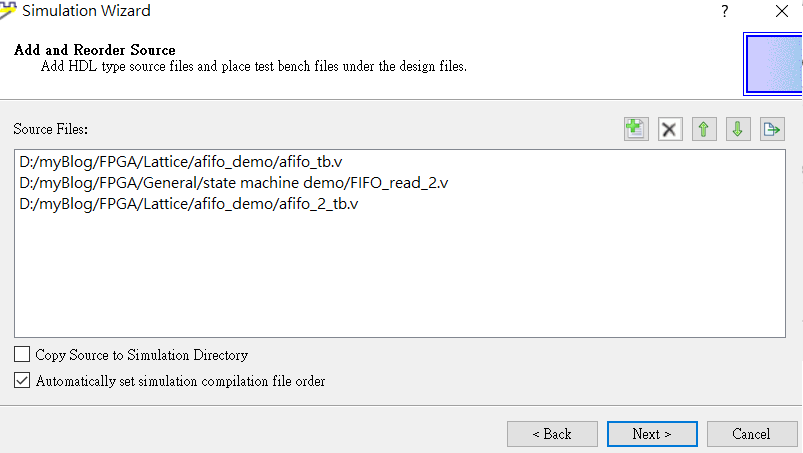 Simulation Wizard
?
Add and Reorder Source
Add HDL type source files and place test bench files under the design files.
Source Files:
D:/myBlog/FPGA/Lattice/afifo_demo/afifo_tb.v
D:/myBlog/FPGA/General/state machine demo/FIFO_read_2.v
D:/myBlog/FPGA/Lattice/afifo_demo/afifo_2_tb.v
Copy Source to Simulation Directory
Automatically set simulation compilation file order
< Back
Next >
Cancel